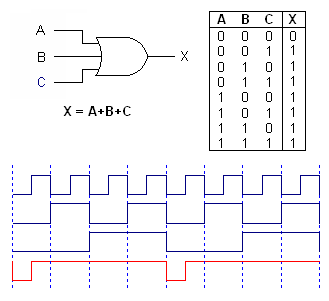 A
B
C
X
X = A+B+C
A B C X
0 0 0 0
0 0 1 1
0 1 0 1
0 1 1 1
1 0 0 1
1 0 1 1
1 1 0 1
1 1 1 1